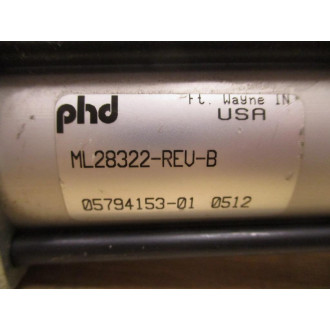 phd
Ft. Wayne IN
USA
ML28322-REV-B
05794153-01 0512